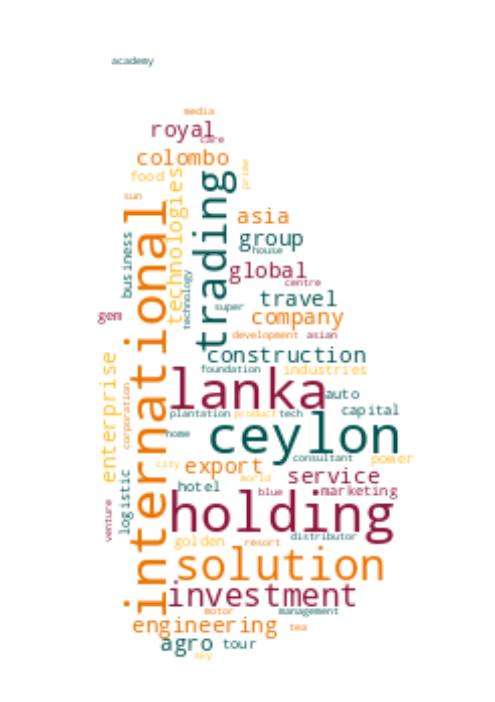 academy
media
royal
care
colombo
food
prime
sun
technologies
trading
international
asia
business
group
house
global
technology
centre
travel
super
gem
company
development
asian
construction
enterprise
foundation
industries
lanka
corporation
auto
capital
plantation
product
tech
ceylon
home
consultant
power
city
export
world
service
logistic
hotel
blue
marketing
holding
venture
distributor
golden
resort
solution
investment
motor
management
engineering
tea
agro
tour
sky